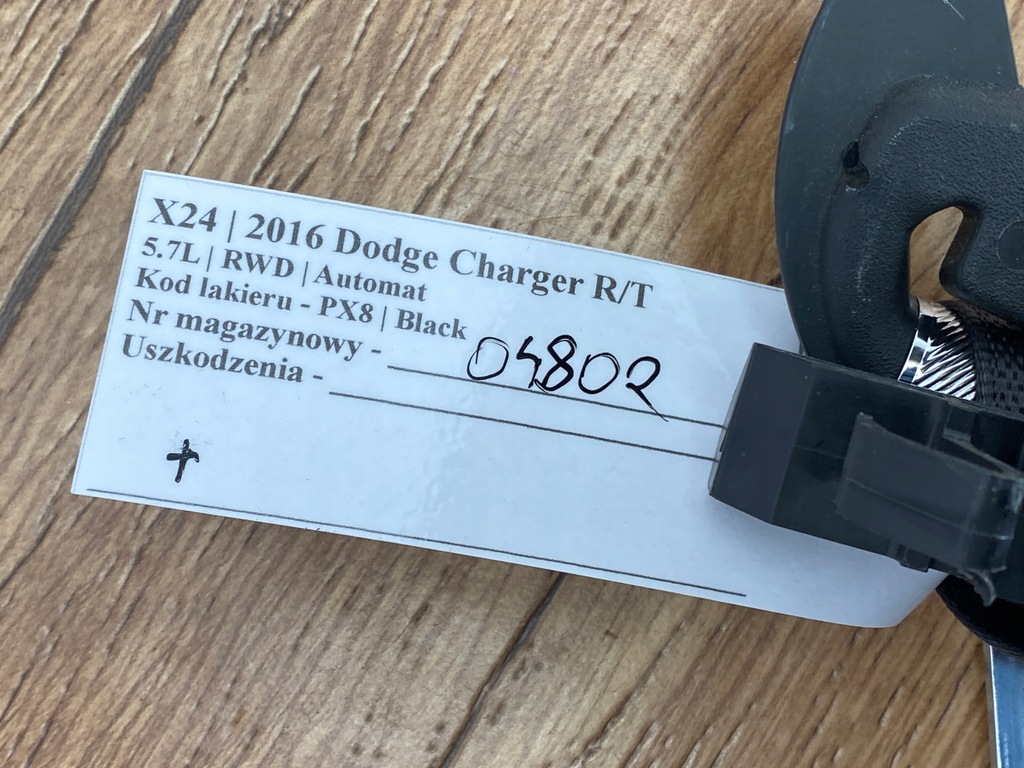 X24 | 2016 Dodge Charger R/T
5.7L | RWD | Automat
Kod lakieru - PX8 | Black
Nr magazynowy - 04802
Uszkodzenia -